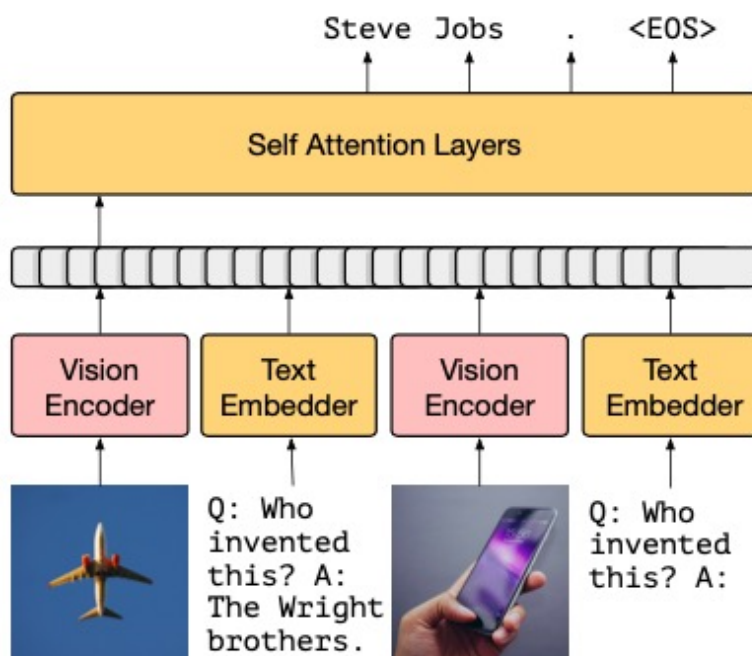 Steve Jobs . <EOS>
Self Attention Layers
Vision
Encoder
Text
Embedder
Vision
Encoder
Text
Embedder
Q: Who
invented
this? A:
The Wright
brothers.
Q: Who
invented
this? A: